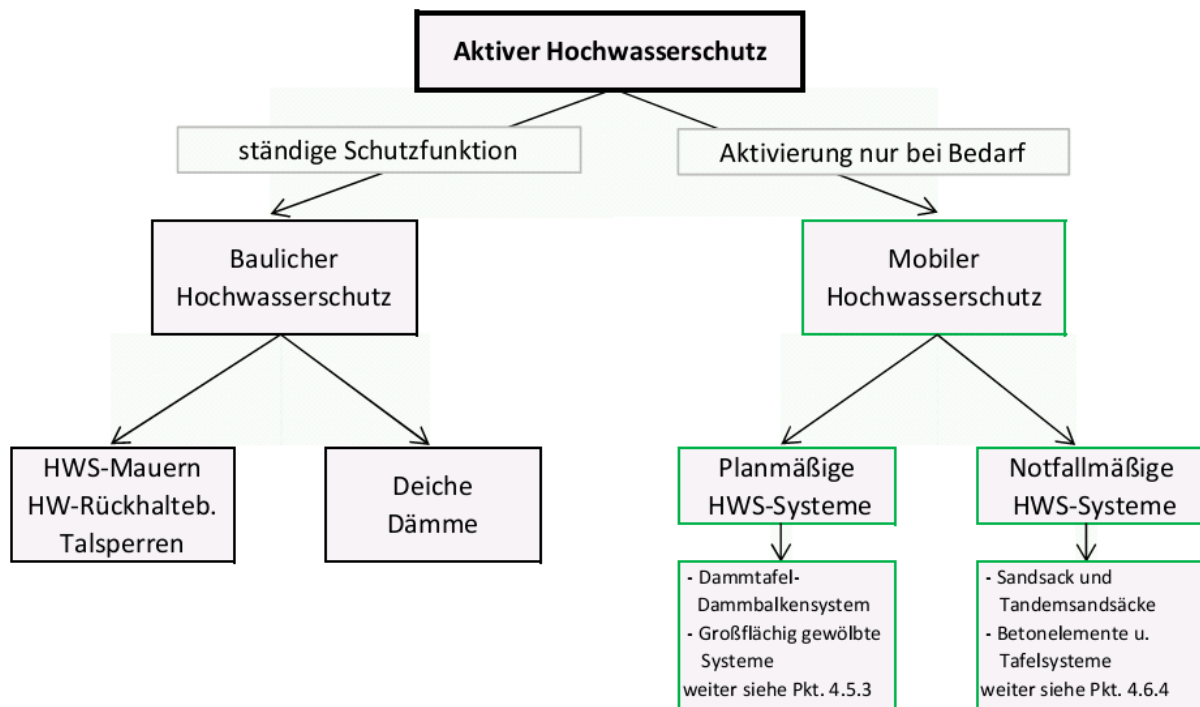 Aktiver Hochwasserschutz
ständige Schutzfunktion
Aktivierung nur bei Bedarf
Baulicher
Hochwasserschutz
Mobiler
Hochwasserschutz
HWS-Mauern
HW-Rückhalteb.
Talsperren
Deiche
Dämme
Planmäßige
HWS-Systeme
Notfallmäßige
HWS-Systeme
- Dammtafel-
Dammbalkensystem
- Großflächig gewölbte
Systeme
weiter siehe Pkt. 4.5.3
- Sandsack und
Tandemsandsäcke
- Betonelemente u.
Tafelsysteme
weiter siehe Pkt. 4.6.4